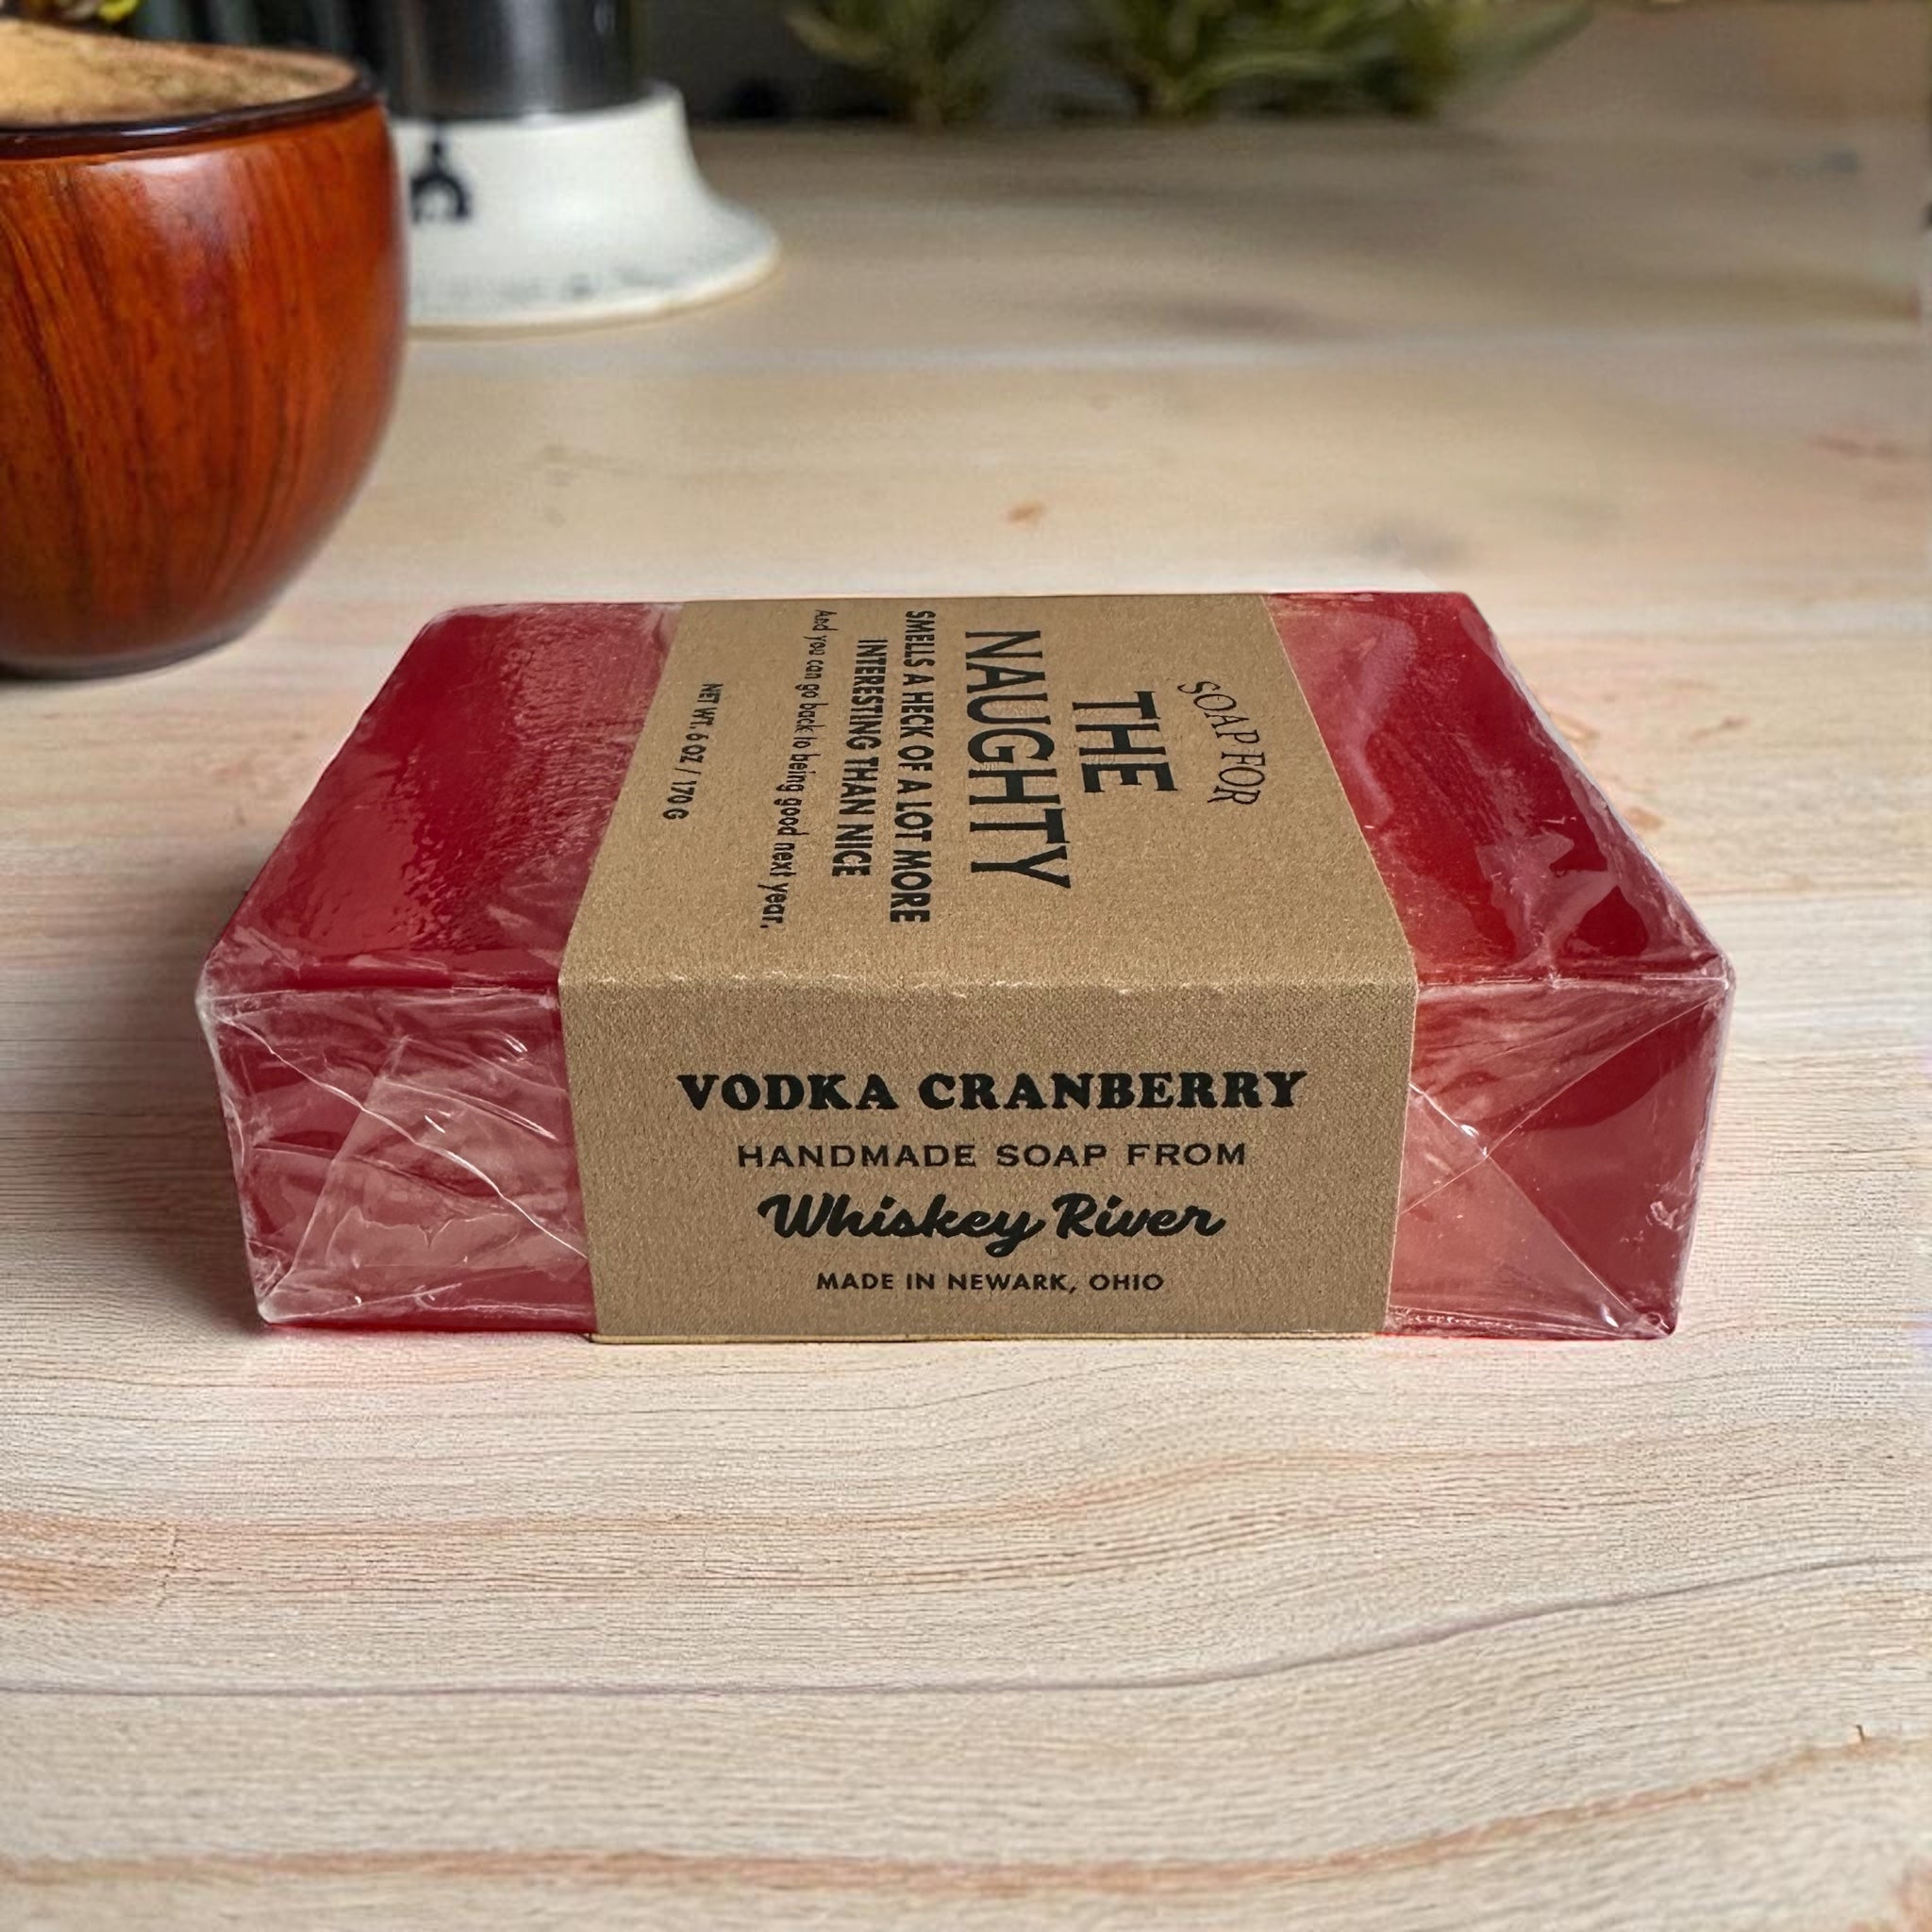 SOAP FOR
THE
NAUGHTY
SMELLS A HECK OF A LOT MORE
INTERESTING THAN NICE
And you can go back to being good next year.
NET WT. 6 OZ / 170 G
VODKA CRANBERRY
HANDMADE SOAP FROM
Whiskey River
MADE IN NEWARK, OHIO